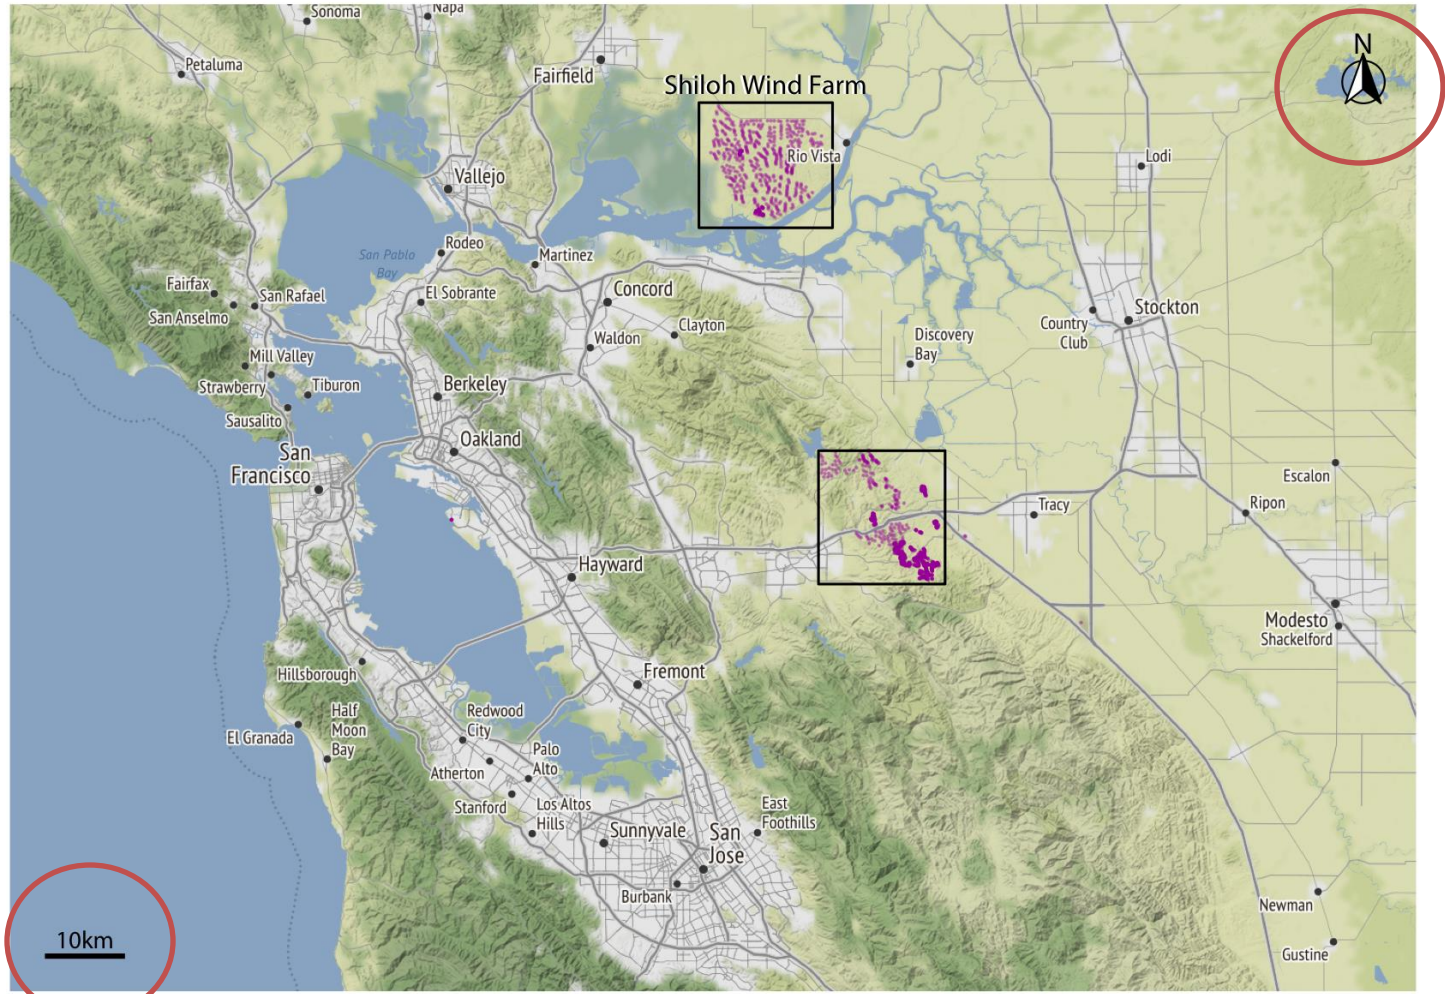 Sonoma
Napa
N
Petaluma
Fairfield
Shiloh Wind Farm
Rio Vista
Lodi
Vallejo
Rodeo
San Pablo
Bay
Martinez
Fairfax
San Rafael
El Sobrante
Concord
San Anselmo
Clayton
Stockton
Country
Club
Waldon
Discovery
Bay
Mill Valley
Strawberry
Tiburon
Berkeley
Sausalito
Oakland
San
Francisco
Escalon
Ripon
Tracy
Hayward
Modesto
Shackelford
Hillsborough
Fremont
Half
Moon
Bay
El Granada
Redwood
City
Palo
Alto
Atherton
Stanford
Los Altos
Hills
East
Foothills
Sunnyvale
San
Jose
Burbank
Newman
10km
Gustine